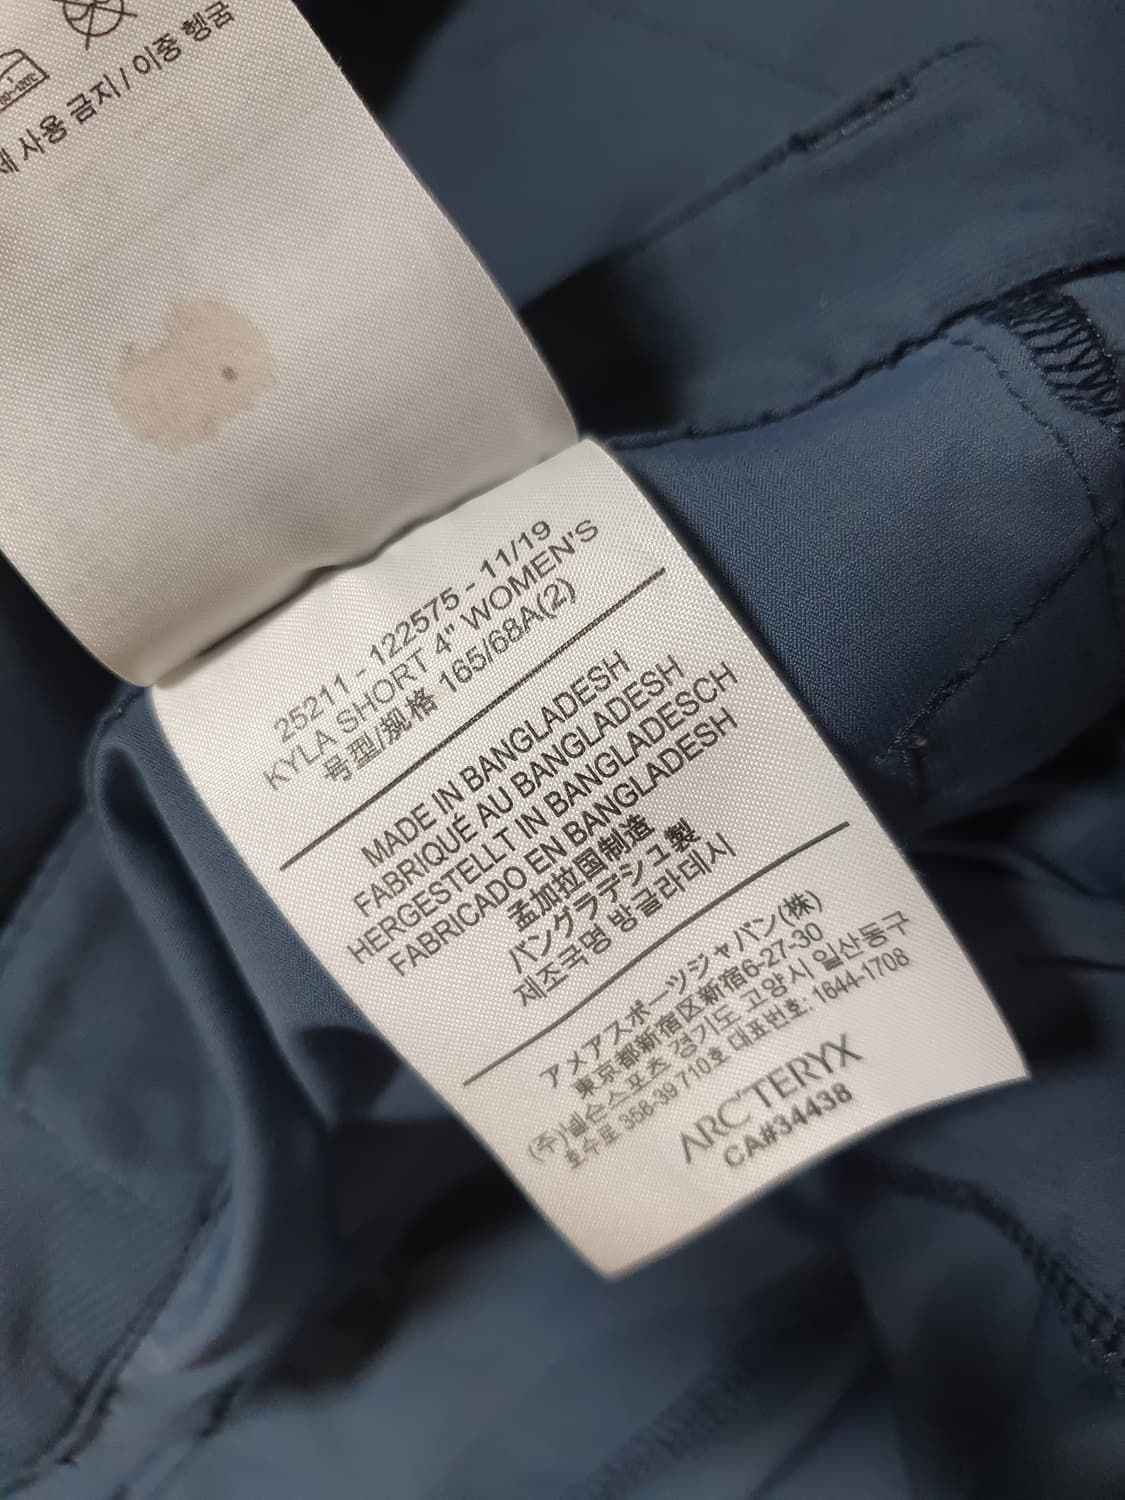 사용 금지 / 이중 헹굼
25211 - 122575 - 11/19
KYLA SHORT 4" WOMEN'S
号型/规格 165/68A(2)
MADE IN BANGLADESH
FABRIQUÉ AU BANGLADESH
HERGESTELLT IN BANGLADESCH
FABRICADO EN BANGLADESH
孟加拉国制造
バングラデシュ製
제조국명 방글라데시
アメアスポーツジャパン(株)
東京都新宿区新宿6-27-30
(주)넬슨스포츠 경기도 고양시 일산동구
호수로 358-39 710호 대표번호: 1644-1708
ARC'TERYX
CA#34438